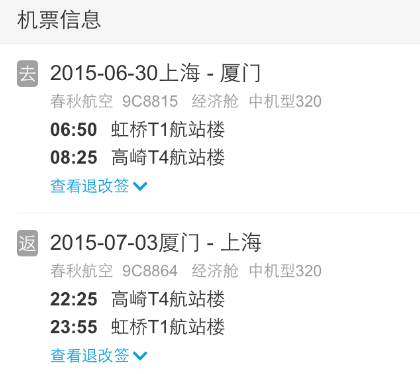 机票信息
去 2015-06-30上海 - 厦门
春秋航空 9C8815 经济舱 中机型320
06:50 虹桥T1航站楼
08:25 高崎T4航站楼
查看退改签
返 2015-07-03厦门 - 上海
春秋航空 9C8864 经济舱 中机型320
22:25 高崎T4航站楼
23:55 虹桥T1航站楼
查看退改签